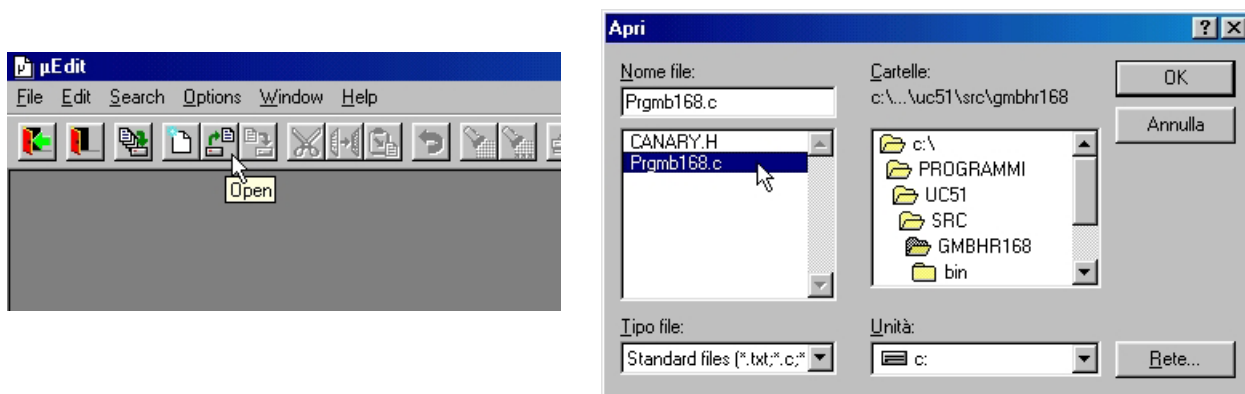 µEdit
File Edit Search Options Window Help
Open
Apri
Nome file:
Prgmb168.c
CANARY.H
Prgmb168.c
Tipo file:
Standard files (*.txt;*.c;*
Cartelle:
c:\...\uc51\src\gmbhr168
c:\
PROGRAMMI
UC51
SRC
GMBHR168
bin
Unità:
c:
OK
Annulla
Rete...